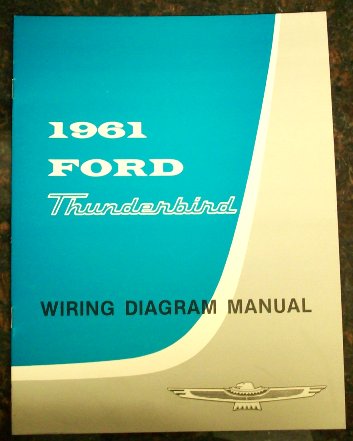 1961
FORD
Thunderbird
WIRING DIAGRAM MANUAL